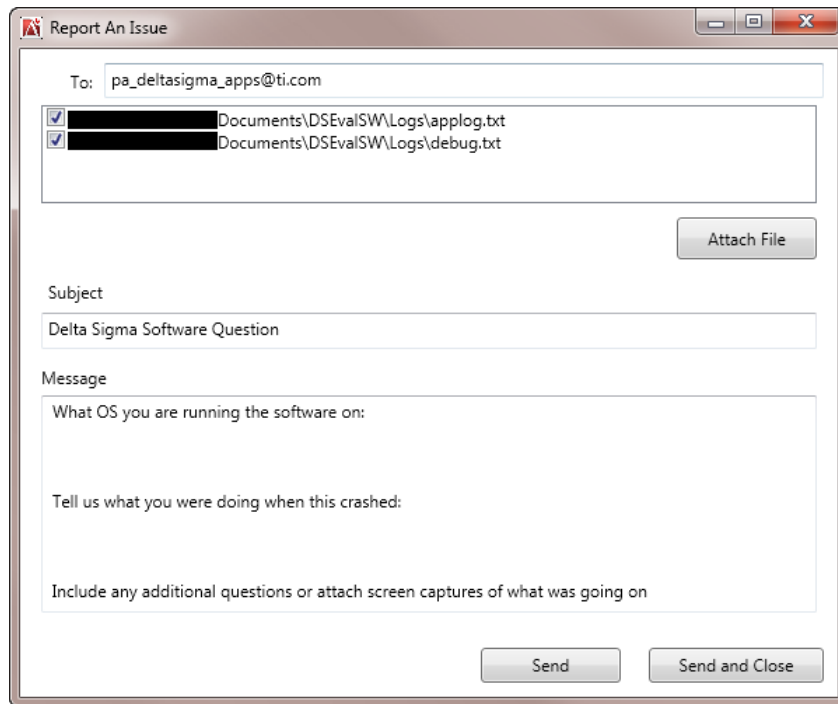 Report An Issue
To: pa_deltasigma_apps@ti.com
Documents\DSEvalSW\Logs\applog.txt
Documents\DSEvalSW\Logs\debug.txt
Attach File
Subject
Delta Sigma Software Question
Message
What OS you are running the software on:
Tell us what you were doing when this crashed:
Include any additional questions or attach screen captures of what was going on
Send Send and Close